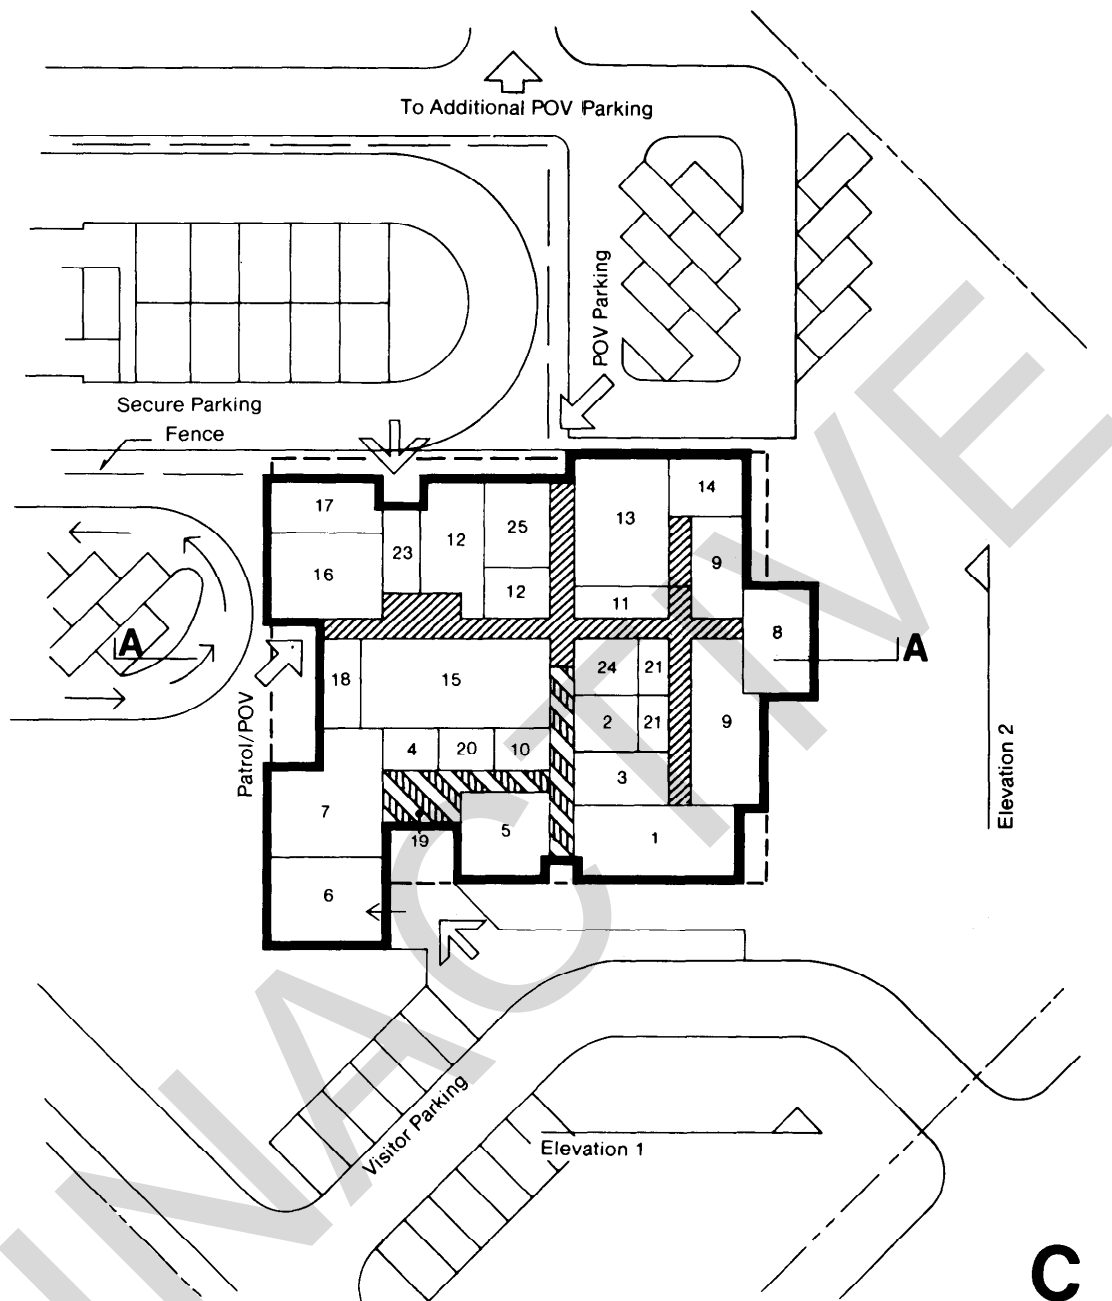 To Additional POV Parking
POV Parking
Secure Parking
Fence
17
23
12
25
13
14
16
12
9
11
8
A
A
18
15
24
21
2
21
9
Patrol/POV
4
20
10
3
7
5
1
19
6
Elevation 2
Visitor Parking
Elevation 1
INACTIVE
C